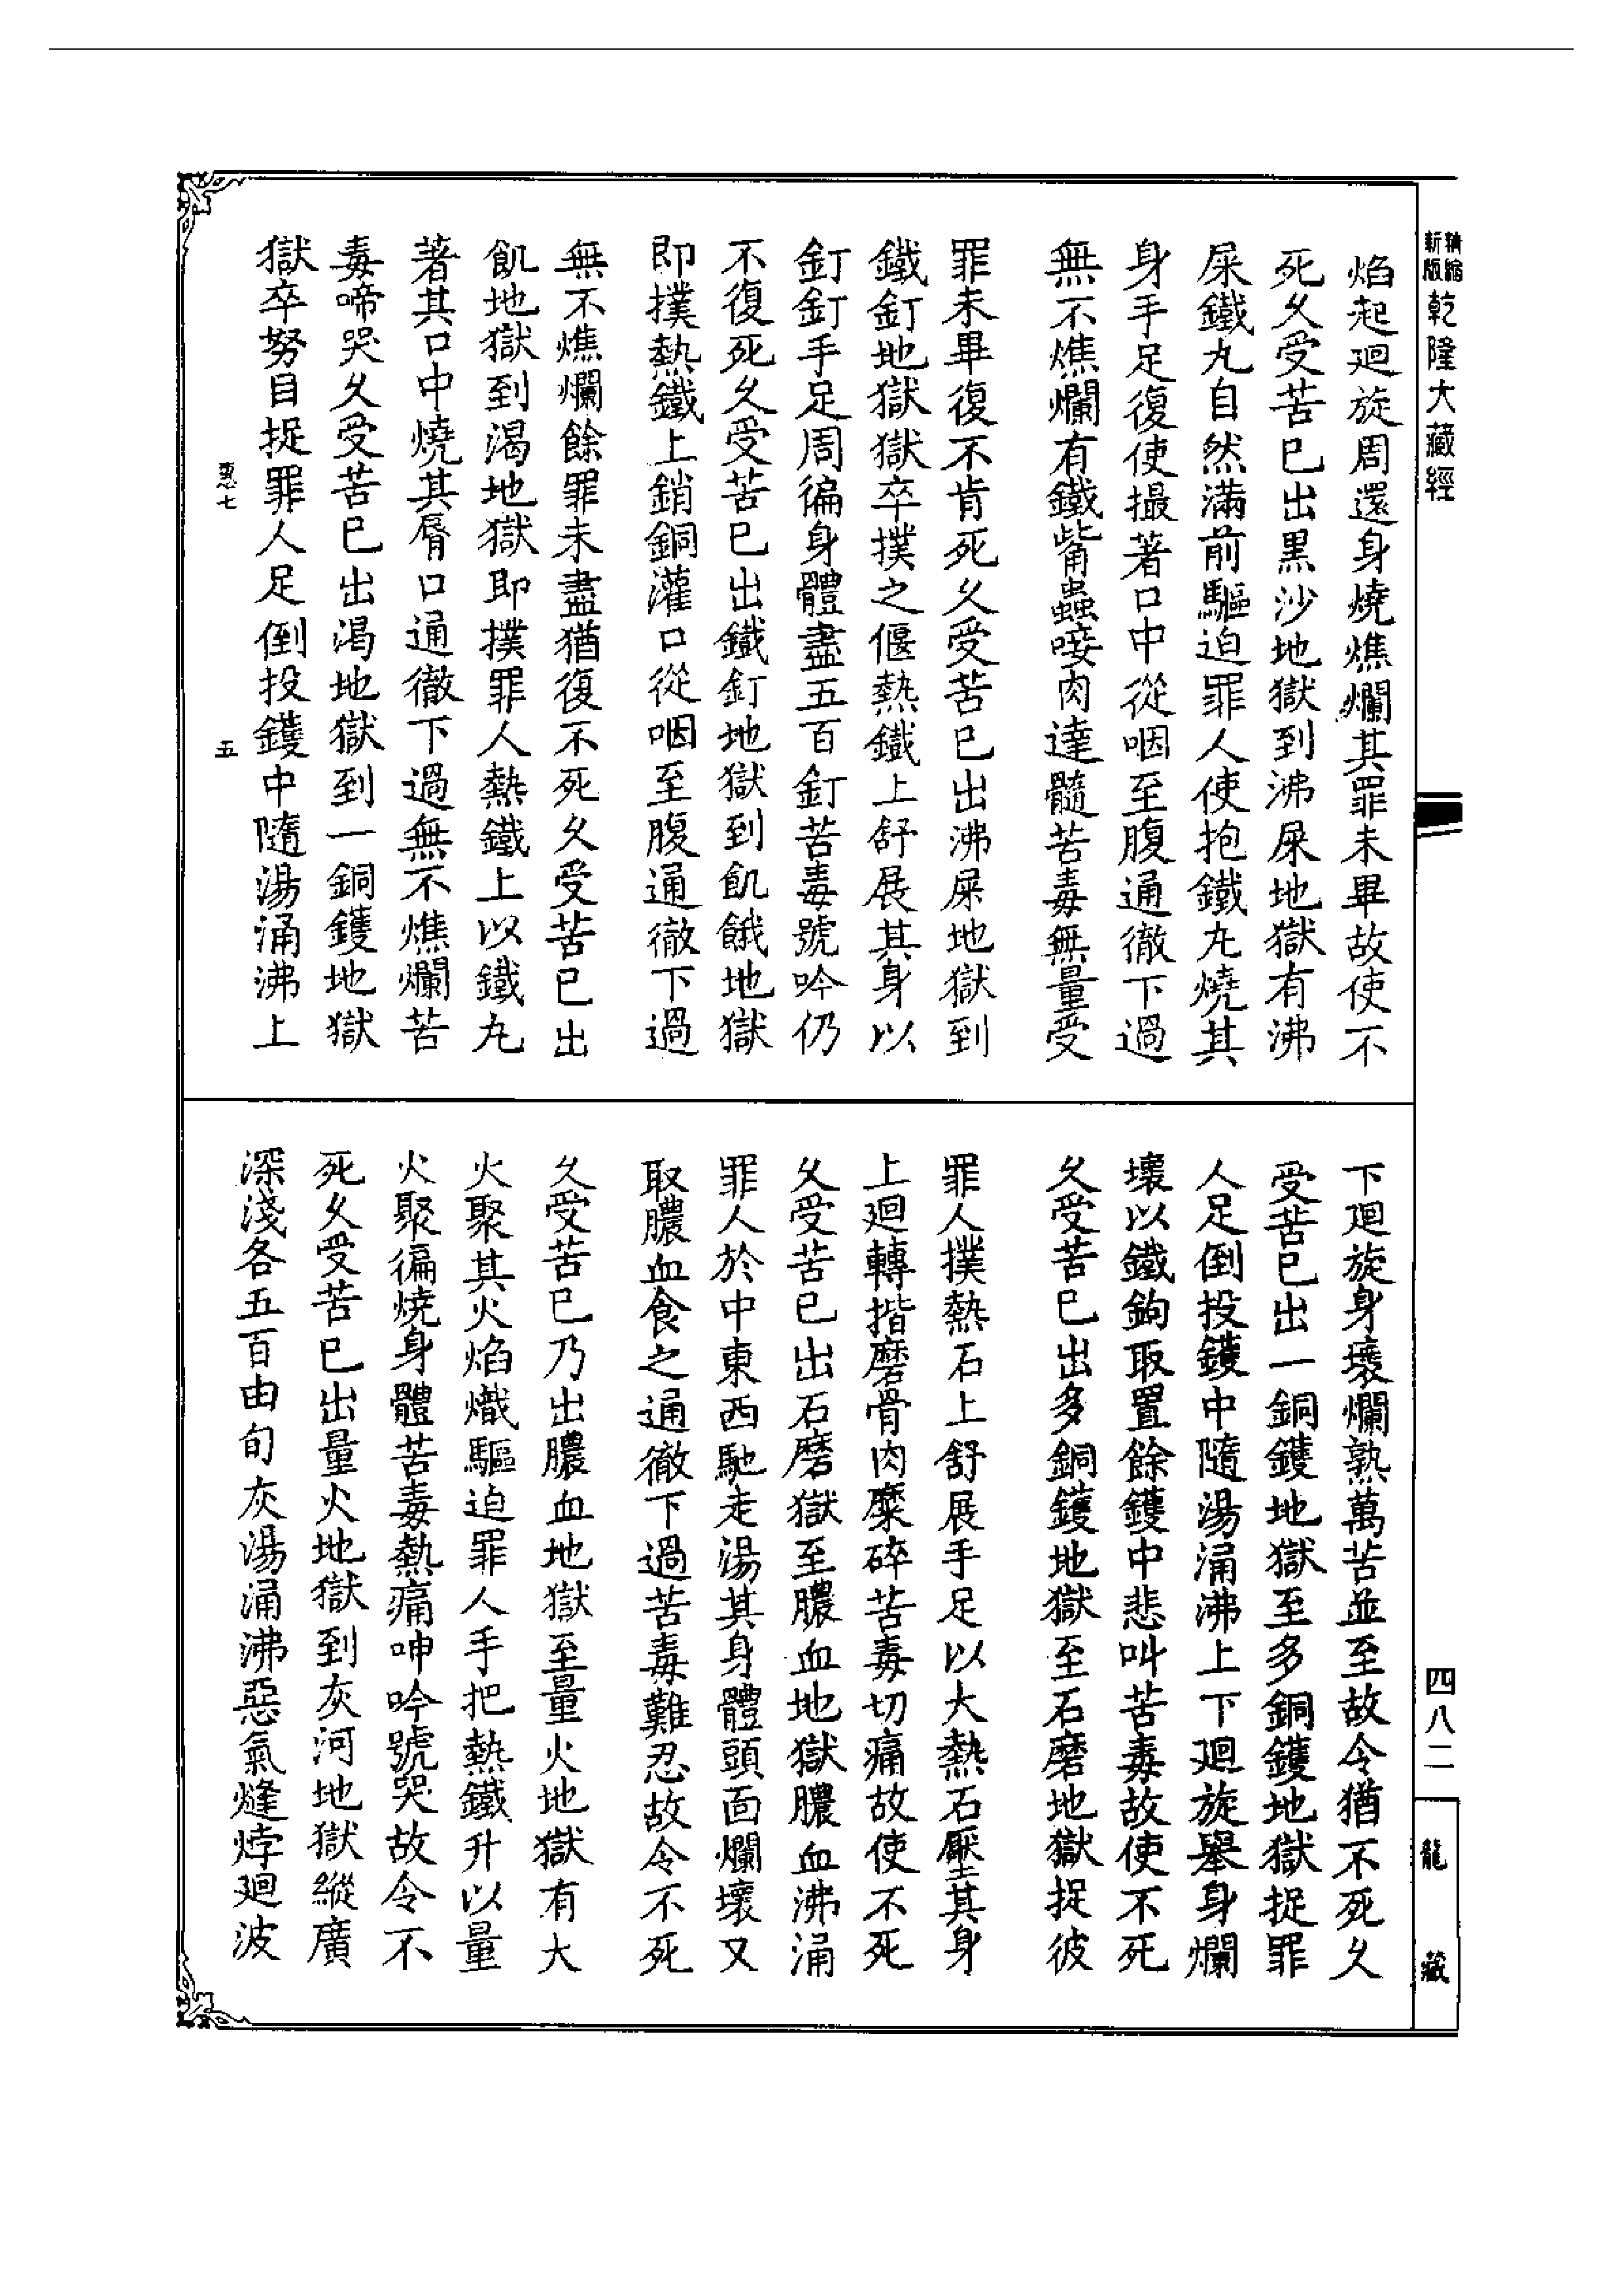 精縮
新版
乾隆大藏經
四八二
龍藏
焰起迴旋周還身燒燋爛其罪未畢故使不
死久受苦已出黑沙地獄到沸屎地獄有沸
屎鐵丸自然滿前驅迫罪人使抱鐵丸燒其
身手足復使撮著口中從咽至腹通徹下過
無不燋爛有鐵觜蟲唼肉達髓苦毒無量受
罪未畢復不肯死久受苦已出沸屎地獄到
鐵釘地獄獄卒撲之偃熱鐵上舒展其身以
釘釘手足周徧身體盡五百釘苦毒號吟仍
不復死久受苦已出鐵釘地獄到飢餓地獄
即撲熱鐵上銷銅灌口從咽至腹通徹下過
無不燋爛餘罪未盡猶復不死久受苦已出
飢地獄到渴地獄即撲罪人熱鐵上以鐵丸
著其口中燒其脣口通徹下過無不燋爛苦
毒啼哭久受苦已出渴地獄到一銅鑊地獄
獄卒努目捉罪人足倒投鑊中隨湯涌沸上
惠七
五
下迴旋身壞爛熟萬苦並至故令猶不死久
受苦已出一銅鑊地獄至多銅鑊地獄捉罪
人足倒投鑊中隨湯涌沸上下迴旋舉身爛
壞以鐵鉤取置餘鑊中悲叫苦毒故使不死
久受苦已出多銅鑊地獄至石磨地獄捉彼
罪人撲熱石上舒展手足以大熱石壓其身
上迴轉揩磨骨肉糜碎苦毒切痛故使不死
久受苦已出石磨獄至膿血地獄膿血沸涌
罪人於中東西馳走湯其身體頭面爛壞又
取膿血食之通徹下過苦毒難忍故令不死
久受苦已乃出膿血地獄至量火地獄有大
火聚其火焰熾驅迫罪人手把熱鐵升以量
火聚徧燒身體苦毒熱痛呻吟號哭故令不
死久受苦已出量火地獄到灰河地獄縱廣
深淺各五百由旬灰湯涌沸惡氣熢㶿迴波